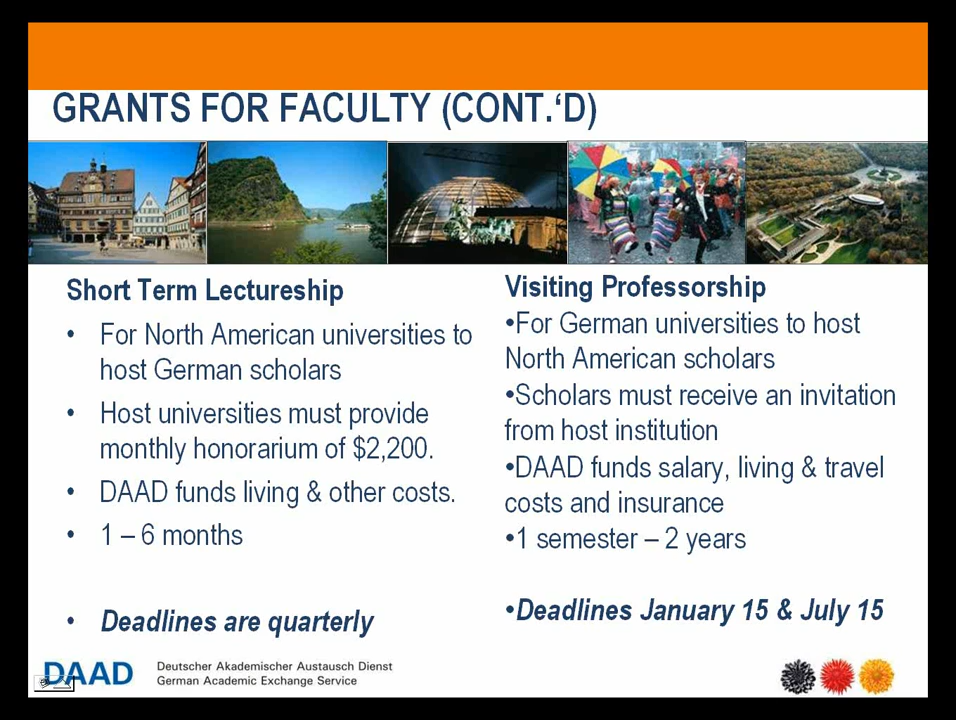 GRANTS FOR FACULTY (CONT.‘D)
Short Term Lectureship
• For North American universities to
host German scholars
• Host universities must provide
monthly honorarium of $2,200.
• DAAD funds living & other costs.
• 1 – 6 months
• Deadlines are quarterly
Visiting Professorship
•For German universities to host
North American scholars
•Scholars must receive an invitation
from host institution
•DAAD funds salary, living & travel
costs and insurance
•1 semester – 2 years
•Deadlines January 15 & July 15
DAAD
Deutscher Akademischer Austausch Dienst
German Academic Exchange Service